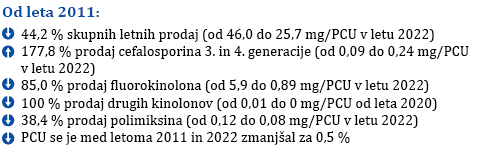 Od leta 2011:
44,2 % skupnih letnih prodaj (od 46,0 do 25,7 mg/PCU v letu 2022)
177,8 % prodaj cefalosporina 3. in 4. generacije (od 0,09 do 0,24 mg/PCU
v letu 2022)
85,0 % prodaj fluorokinolona (od 5,9 do 0,89 mg/PCU v letu 2022)
100 % prodaj drugih kinolonov (od 0,01 do 0 mg/PCU od leta 2020)
38,4 % prodaj polimiksina (od 0,12 do 0,08 mg/PCU v letu 2022)
PCU se je med letoma 2011 in 2022 zmanjšal za 0,5 %